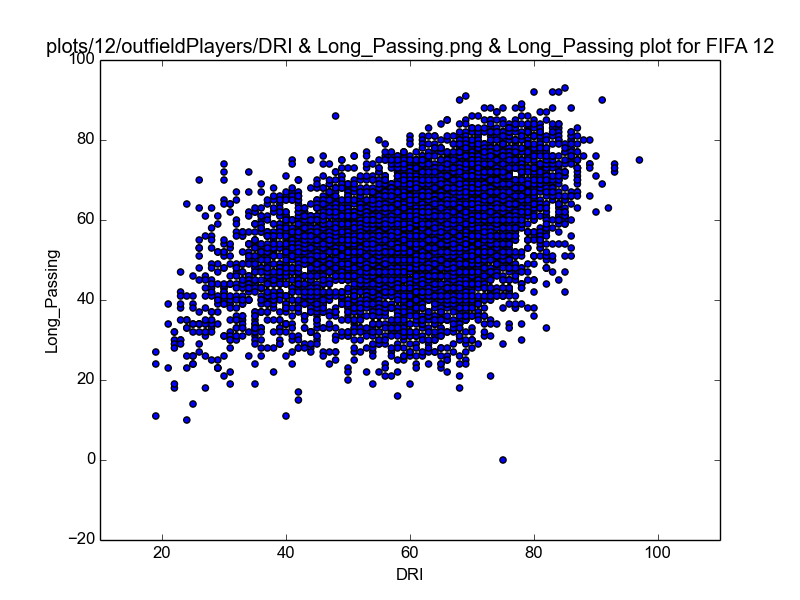 plots/12/outfieldPlayers/DRI & Long_Passing.png & Long_Passing plot for FIFA 12
100
80
60
40
20
0
−20
Long_Passing
20 40 60 80 100
DRI